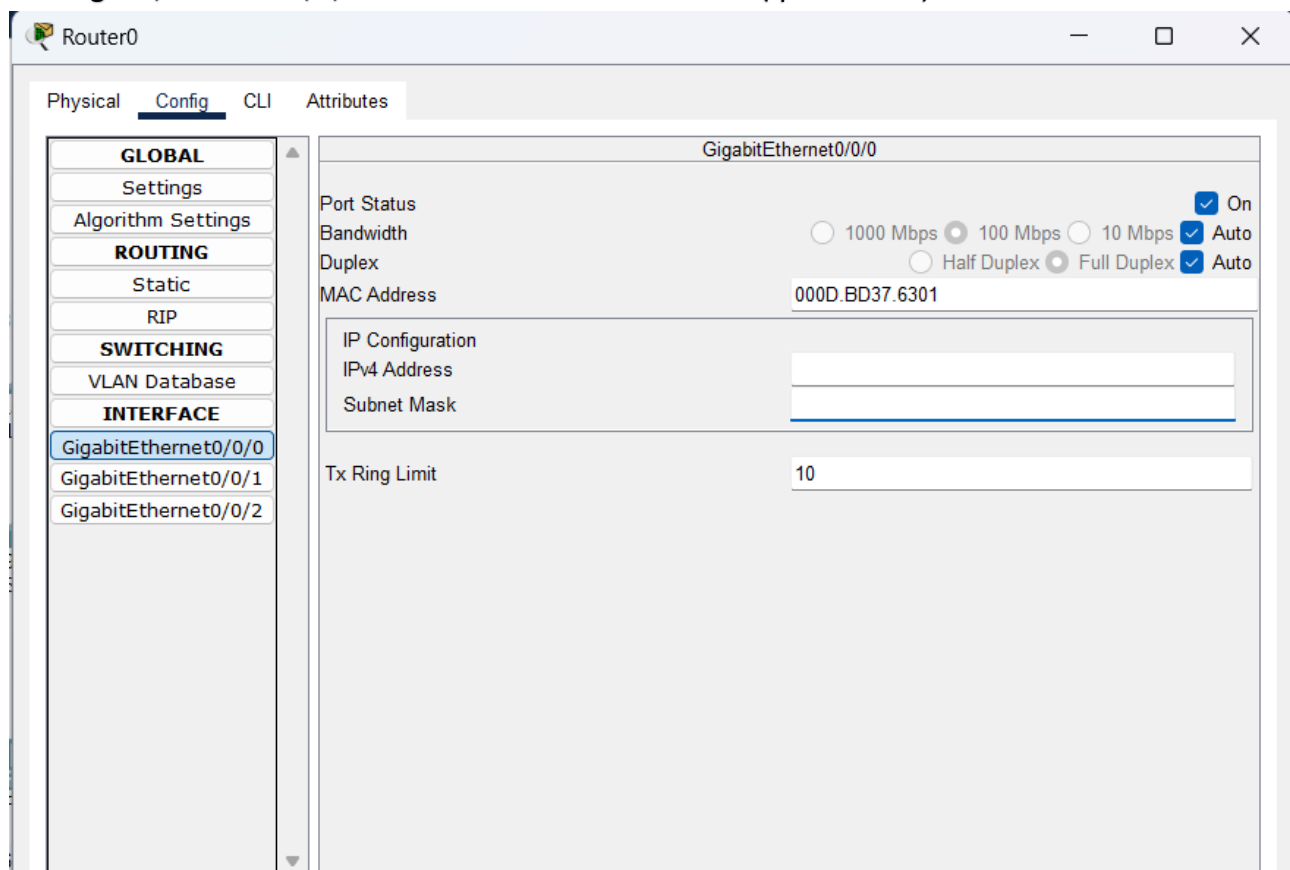 Router0
Physical Config CLI Attributes
GLOBAL
Settings
Algorithm Settings
ROUTING
Static
RIP
SWITCHING
VLAN Database
INTERFACE
GigabitEthernet0/0/0
GigabitEthernet0/0/1
GigabitEthernet0/0/2
GigabitEthernet0/0/0
Port Status On
Bandwidth 1000 Mbps 100 Mbps 10 Mbps Auto
Duplex Half Duplex Full Duplex Auto
MAC Address 000D.BD37.6301
IP Configuration
IPv4 Address
Subnet Mask
Tx Ring Limit 10